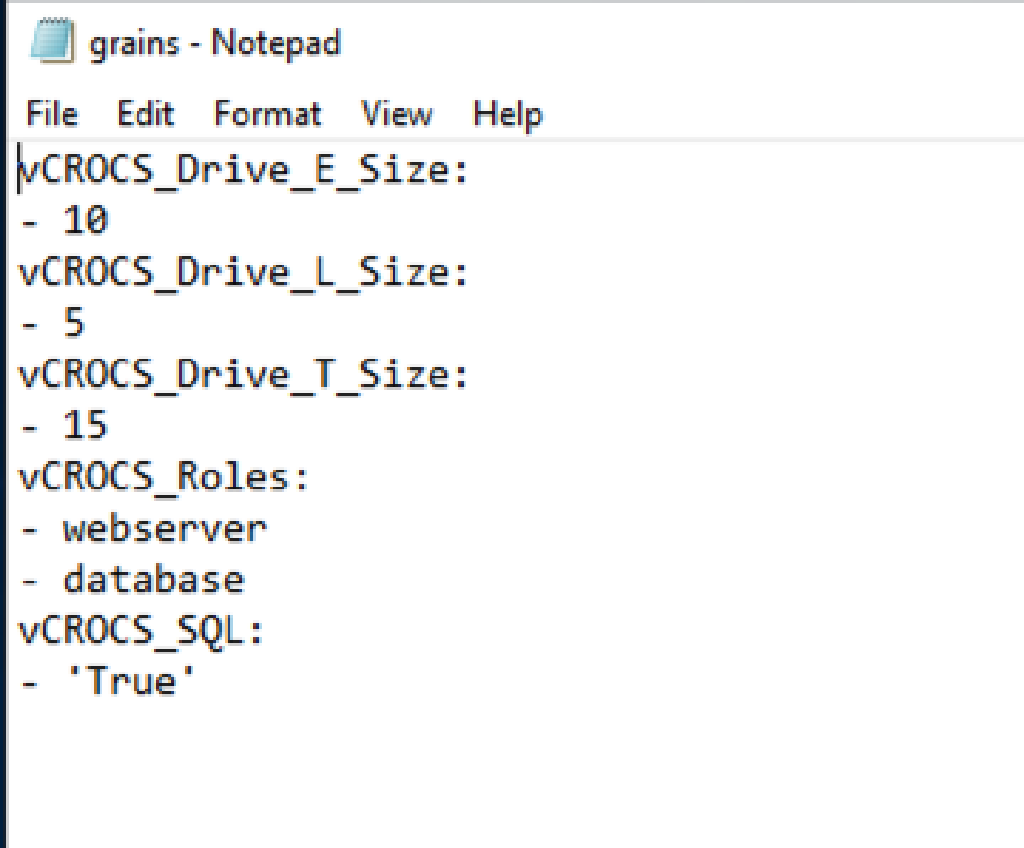 grains - Notepad
File Edit Format View Help
vCROCS_Drive_E_Size:
- 10
vCROCS_Drive_L_Size:
- 5
vCROCS_Drive_T_Size:
- 15
vCROCS_Roles:
- webserver
- database
vCROCS_SQL:
- 'True'